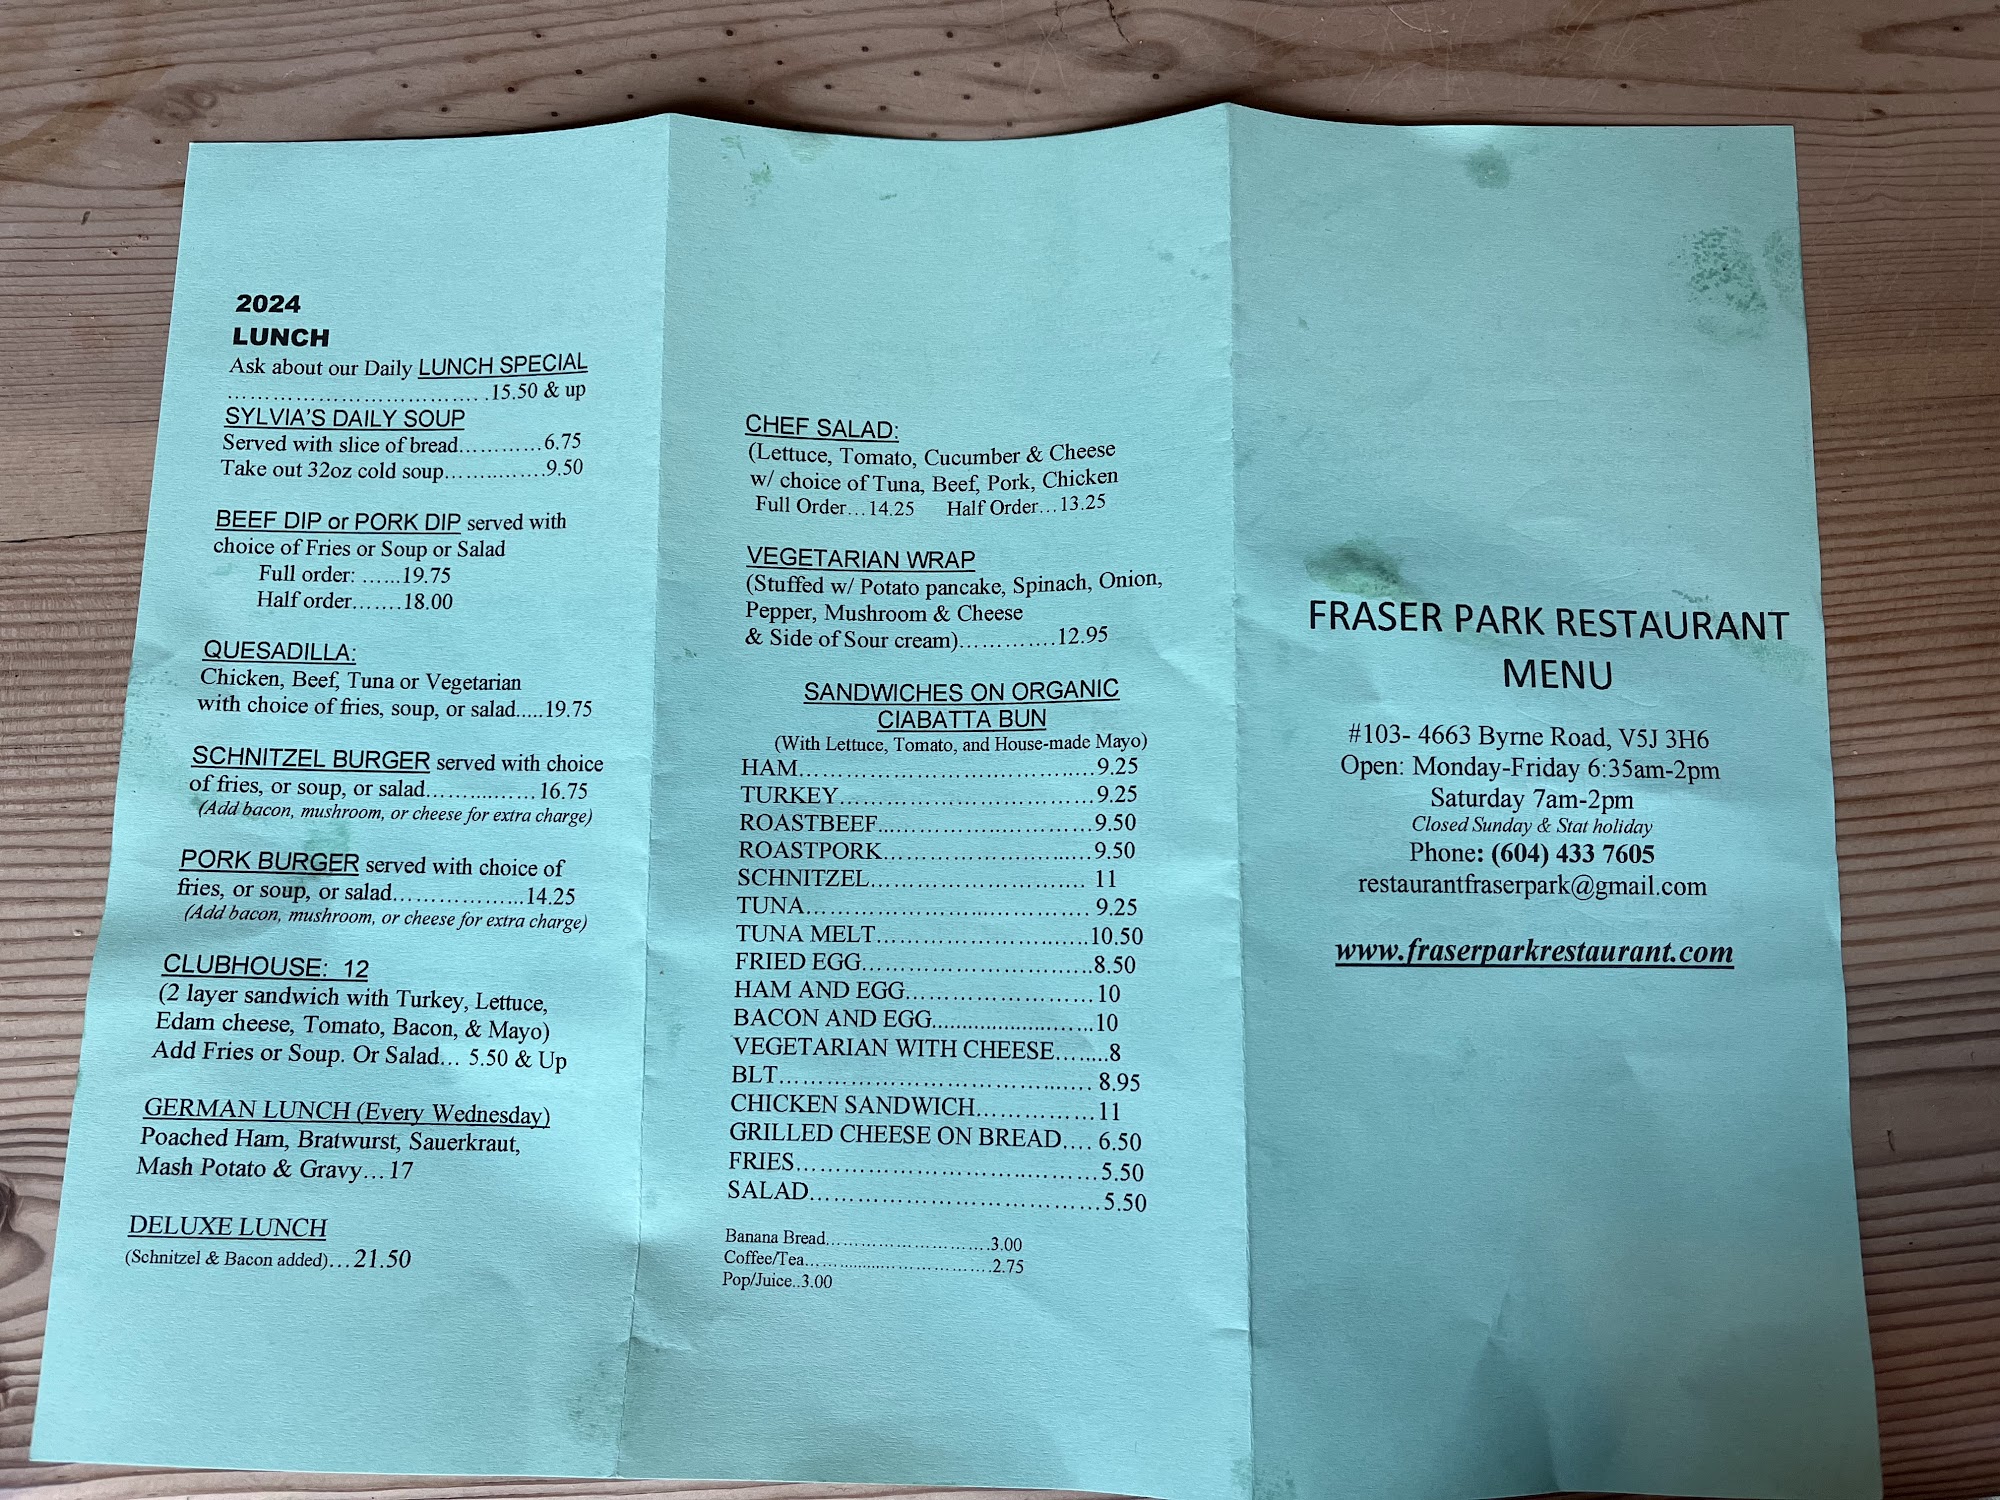 2024
LUNCH
Ask about our Daily LUNCH SPECIAL
.................................15.50 & up
SYLVIA'S DAILY SOUP
Served with slice of bread............6.75
Take out 32oz cold soup..............9.50
BEEF DIP or PORK DIP served with
choice of Fries or Soup or Salad
Full order: ......19.75
Half order.......18.00
QUESADILLA:
Chicken, Beef, Tuna or Vegetarian
with choice of fries, soup, or salad.....19.75
SCHNITZEL BURGER served with choice
of fries, or soup, or salad................16.75
(Add bacon, mushroom, or cheese for extra charge)
PORK BURGER served with choice of
fries, or soup, or salad..................14.25
(Add bacon, mushroom, or cheese for extra charge)
CLUBHOUSE: 12
(2 layer sandwich with Turkey, Lettuce,
Edam cheese, Tomato, Bacon, & Mayo)
Add Fries or Soup. Or Salad... 5.50 & Up
GERMAN LUNCH (Every Wednesday)
Poached Ham, Bratwurst, Sauerkraut,
Mash Potato & Gravy...17
DELUXE LUNCH
(Schnitzel & Bacon added)...21.50
CHEF SALAD:
(Lettuce, Tomato, Cucumber & Cheese
w/ choice of Tuna, Beef, Pork, Chicken
Full Order...14.25 Half Order...13.25
VEGETARIAN WRAP
(Stuffed w/ Potato pancake, Spinach, Onion,
Pepper, Mushroom & Cheese
& Side of Sour cream).............12.95
SANDWICHES ON ORGANIC
CIABATTA BUN
(With Lettuce, Tomato, and House-made Mayo)
HAM.....................................9.25
TURKEY................................9.25
ROASTBEEF...........................9.50
ROASTPORK..........................9.50
SCHNITZEL........................... 11
TUNA................................... 9.25
TUNA MELT..........................10.50
FRIED EGG............................8.50
HAM AND EGG.......................10
BACON AND EGG........................10
VEGETARIAN WITH CHEESE.......8
BLT...................................... 8.95
CHICKEN SANDWICH...............11
GRILLED CHEESE ON BREAD.... 6.50
FRIES.....................................5.50
SALAD....................................5.50
Banana Bread............................3.00
Coffee/Tea...............................2.75
Pop/Juice..3.00
FRASER PARK RESTAURANT
MENU
#103- 4663 Byrne Road, V5J 3H6
Open: Monday-Friday 6:35am-2pm
Saturday 7am-2pm
Closed Sunday & Stat holiday
Phone: (604) 433 7605
restaurantfraserpark@gmail.com
www.fraserparkrestaurant.com